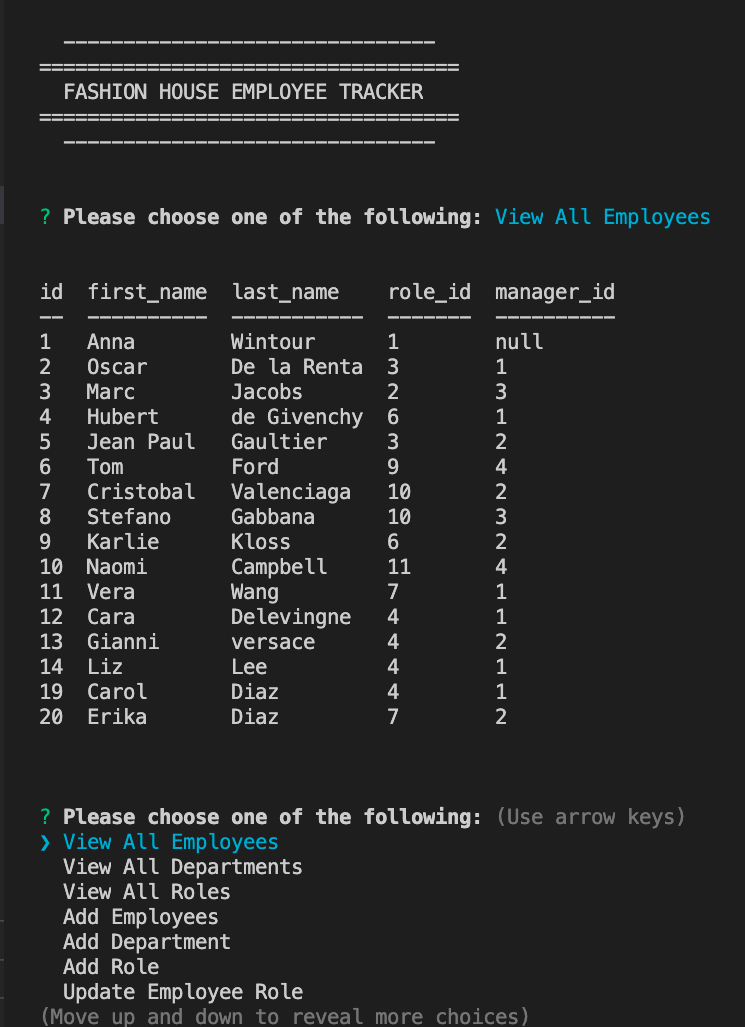 -------------------------------
===================================
FASHION HOUSE EMPLOYEE TRACKER
===================================
-------------------------------
? Please choose one of the following: View All Employees
id  first_name  last_name    role_id  manager_id
--  ----------  -----------  -------  ----------
1   Anna        Wintour      1        null
2   Oscar       De la Renta  3        1
3   Marc        Jacobs       2        3
4   Hubert      de Givenchy  6        1
5   Jean Paul   Gaultier     3        2
6   Tom         Ford         9        4
7   Cristobal   Valenciaga   10       2
8   Stefano     Gabbana      10       3
9   Karlie      Kloss        6        2
10  Naomi       Campbell     11       4
11  Vera        Wang         7        1
12  Cara        Delevingne   4        1
13  Gianni      versace      4        2
14  Liz         Lee          4        1
19  Carol       Diaz         4        1
20  Erika       Diaz         7        2
? Please choose one of the following: (Use arrow keys)
❯ View All Employees
View All Departments
View All Roles
Add Employees
Add Department
Add Role
Update Employee Role
(Move up and down to reveal more choices)